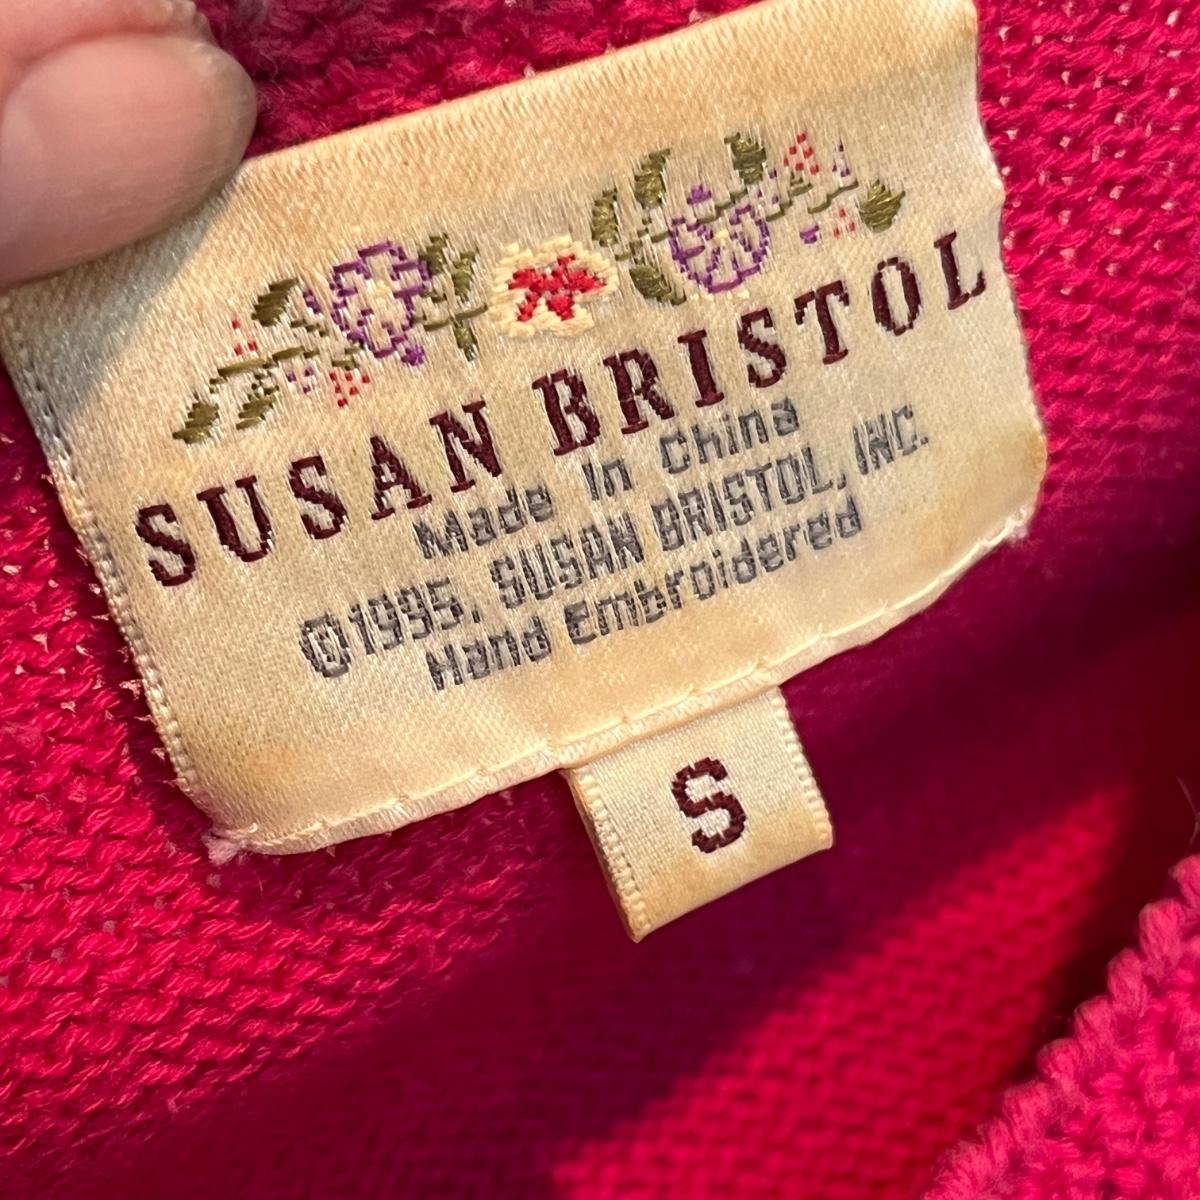 SUSAN BRISTOL
Made In China
©1995, SUSAN BRISTOL, INC.
Hand Embroidered
S